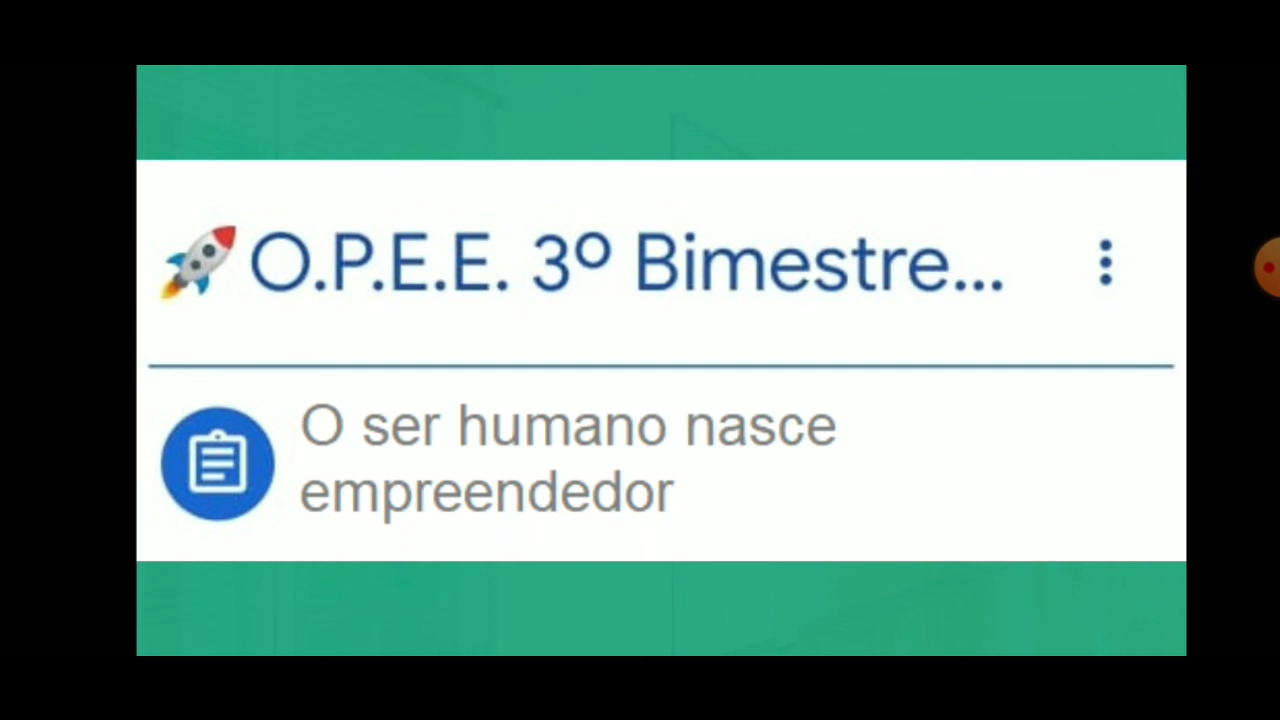 🚀O.P.E.E. 3º Bimestre...
O ser humano nasce
empreendedor